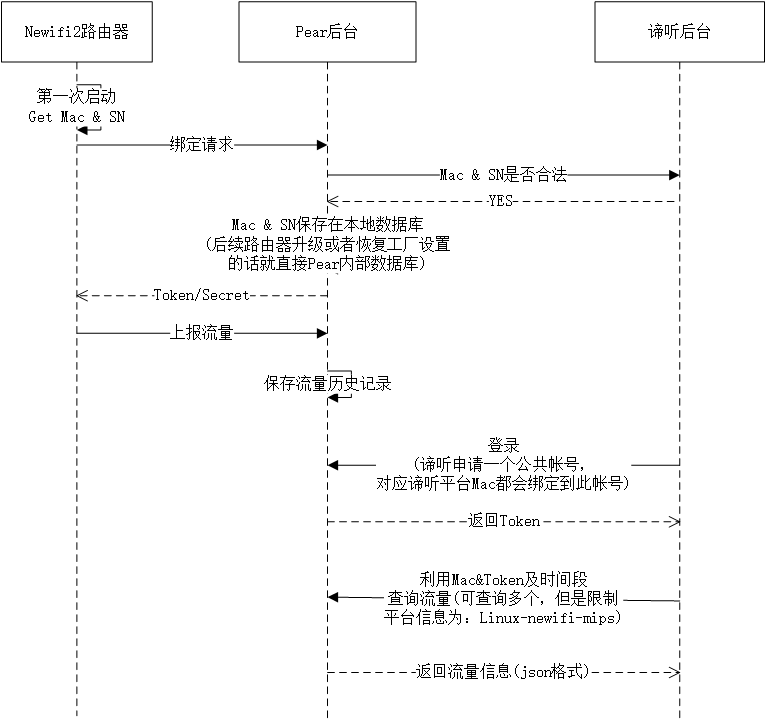 Newifi2路由器
Pear后台
谛听后台
第一次启动
Get Mac & SN
绑定请求
Mac & SN是否合法
YES
Mac & SN保存在本地数据库
(后续路由器升级或者恢复工厂设置
的话就直接Pear内部数据库)
Token/Secret
上报流量
保存流量历史记录
登录
(谛听申请一个公共帐号,
对应谛听平台Mac都会绑定到此帐号)
返回Token
利用Mac&Token及时间段
查询流量(可查询多个, 但是限制
平台信息为: Linux-newifi-mips)
返回流量信息(json格式)